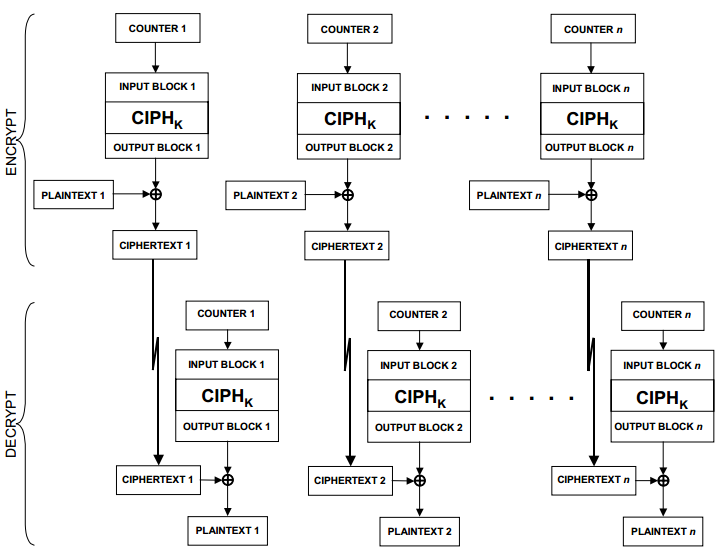 ENCRYPT
COUNTER 1
COUNTER 2
COUNTER n
INPUT BLOCK 1
INPUT BLOCK 2
INPUT BLOCK n
CIPHK
CIPHK
CIPHK
OUTPUT BLOCK 1
OUTPUT BLOCK 2
OUTPUT BLOCK n
PLAINTEXT 1
PLAINTEXT 2
PLAINTEXT n
CIPHERTEXT 1
CIPHERTEXT 2
CIPHERTEXT n
DECRYPT
COUNTER 1
COUNTER 2
COUNTER n
INPUT BLOCK 1
INPUT BLOCK 2
INPUT BLOCK n
CIPHK
CIPHK
CIPHK
OUTPUT BLOCK 1
OUTPUT BLOCK 2
OUTPUT BLOCK n
CIPHERTEXT 1
CIPHERTEXT 2
CIPHERTEXT n
PLAINTEXT 1
PLAINTEXT 2
PLAINTEXT n